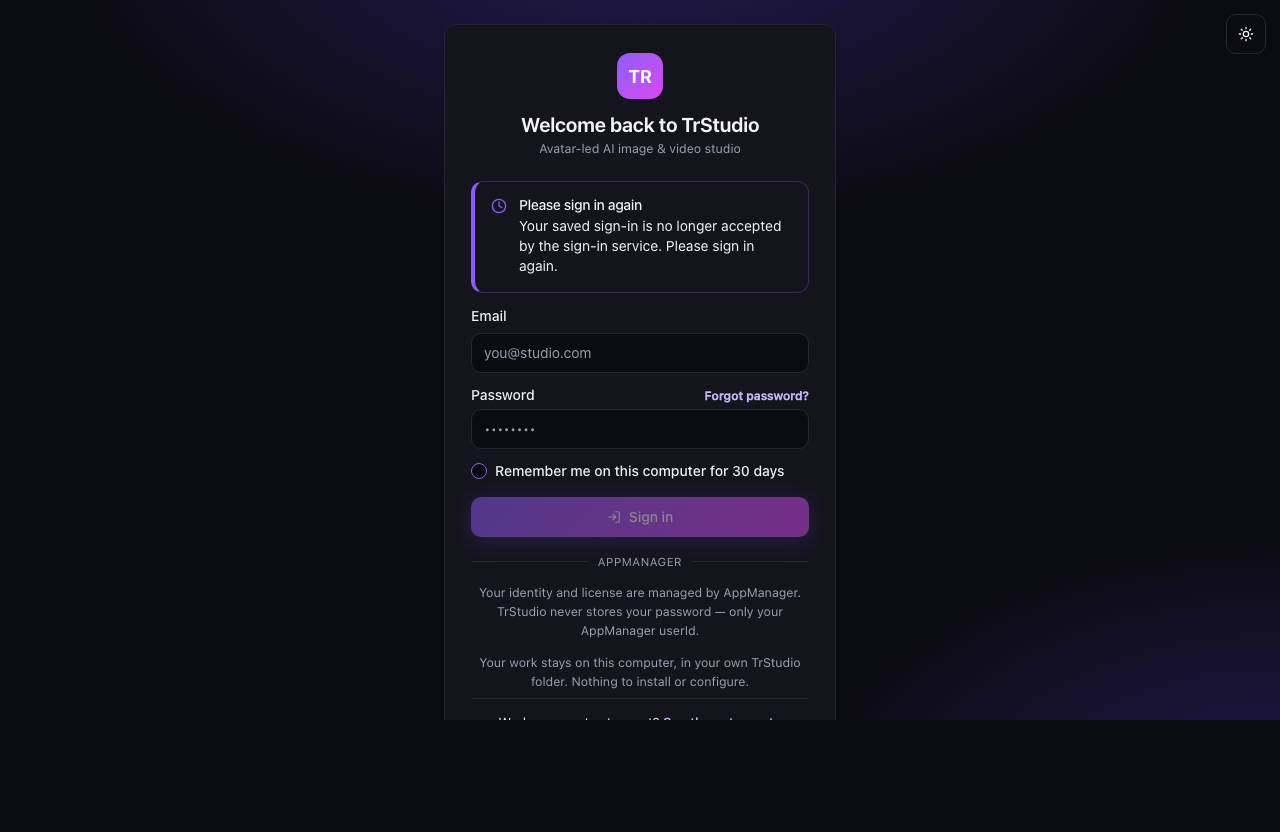 TR
Welcome back to TrStudio
Avatar-led AI image & video studio
Please sign in again
Your saved sign-in is no longer accepted
by the sign-in service. Please sign in
again.
Email
you@studio.com
Password
Forgot password?
Remember me on this computer for 30 days
Sign in
APPMANAGER
Your identity and license are managed by AppManager.
TrStudio never stores your password — only your
AppManager userId.
Your work stays on this computer, in your own TrStudio
folder. Nothing to install or configure.